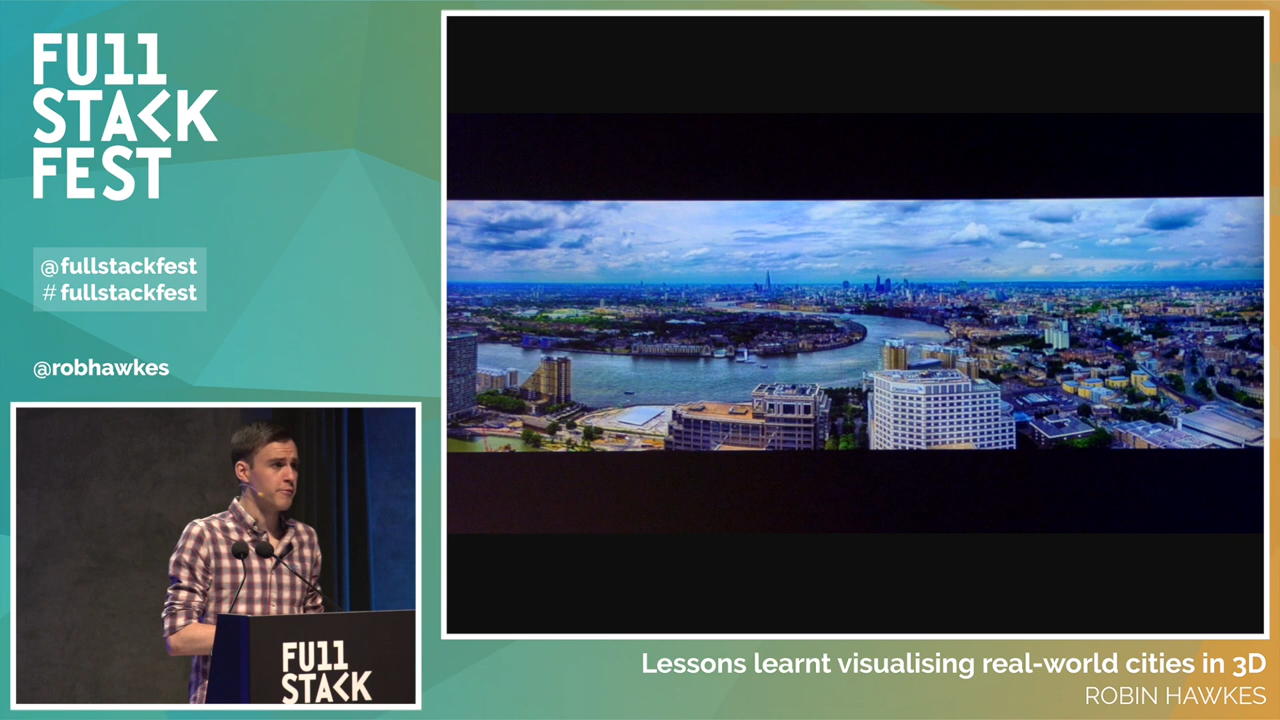 FU11
STACK
FEST
@fullstackfest
# fullstackfest
@robhawkes
FU11
STACK
Lessons learnt visualising real-world cities in 3D
ROBIN HAWKES